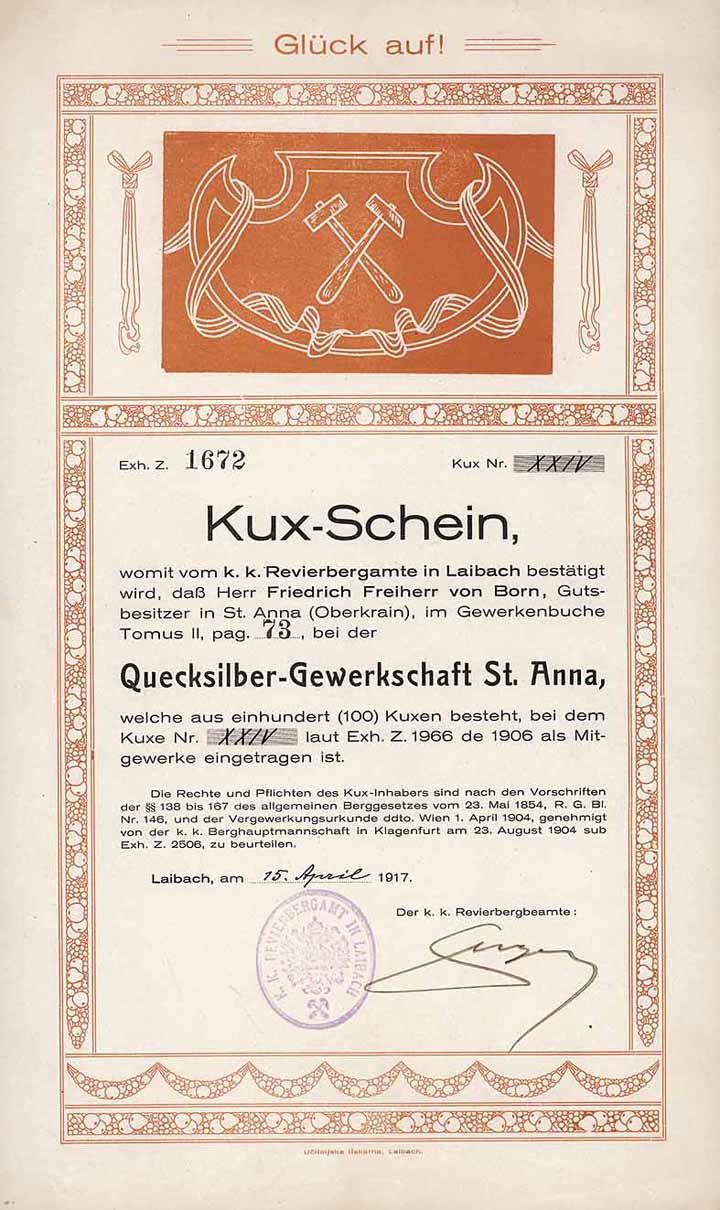 Glück auf!
Exh. Z. 1672
Kux Nr. XXIV
Kux-Schein,
womit vom k. k. Revierbergamte in Laibach bestätigt
wird, daß Herr Friedrich Freiherr von Born, Guts-
besitzer in St. Anna (Oberkrain), im Gewerkenbuche
Tomus II, pag. 73, bei der
Quecksilber-Gewerkschaft St. Anna,
welche aus einhundert (100) Kuxen besteht, bei dem
Kuxe Nr. XXIV laut Exh. Z. 1966 de 1906 als Mit-
gewerke eingetragen ist.
Die Rechte und Pflichten des Kux-Inhabers sind nach den Vorschriften
der §§ 138 bis 167 des allgemeinen Berggesetzes vom 23. Mai 1854, R. G. Bl.
Nr. 146, und der Vergewerkungsurkunde ddto. Wien 1. April 1904, genehmigt
von der k. k. Berghauptmannschaft in Klagenfurt am 23. August 1904 sub
Exh. Z. 2506, zu beurteilen.
Laibach, am 15. April 1917.
Der k. k. Revierbergbeamte:
K. K. REVIERBERGAMT IN LAIBACH
Učiteljska tiskarna, Laibach.